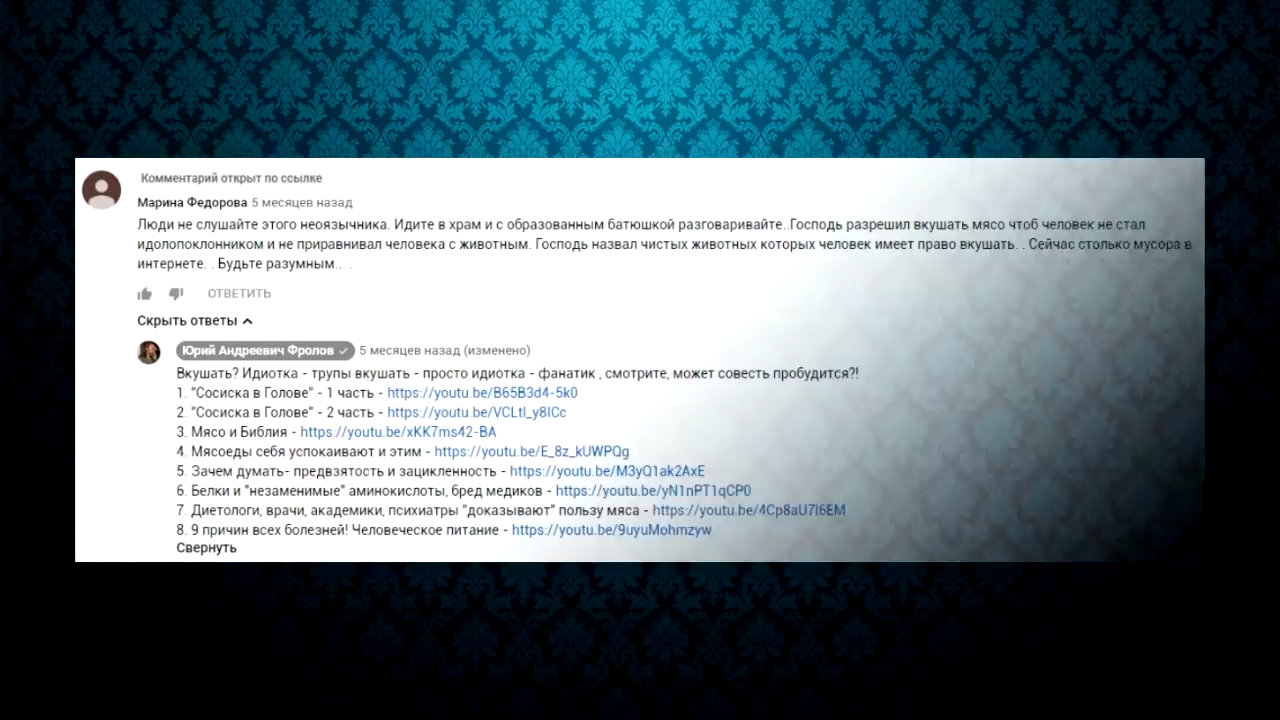 Комментарий открыт по ссылке
Марина Федорова 5 месяцев назад
Люди не слушайте этого неоязычника. Идите в храм и с образованным батюшкой разговаривайте..Господь разрешил вкушать мясо чтоб человек не стал
идолопоклонником и не приравнивал человека с животным. Господь назвал чистых животных которых человек имеет право вкушать. . Сейчас столько мусора в
интернете. . Будьте разумным.. .
ОТВЕТИТЬ
Скрыть ответы
Юрий Андреевич Фролов 5 месяцев назад (изменено)
Вкушать? Идиотка - трупы вкушать - просто идиотка - фанатик , смотрите, может совесть пробудится?!
1. "Сосиска в Голове" - 1 часть - https://youtu.be/B65B3d4-5k0
2. "Сосиска в Голове" - 2 часть - https://youtu.be/VCLtl_y8ICc
3. Мясо и Библия - https://youtu.be/xKK7ms42-BA
4. Мясоеды себя успокаивают и этим - https://youtu.be/E_8z_kUWPQg
5. Зачем думать- предвзятость и зацикленность - https://youtu.be/M3yQ1ak2AxE
6. Белки и "незаменимые" аминокислоты, бред медиков - https://youtu.be/yN1nPT1qCP0
7. Диетологи, врачи, академики, психиатры "доказывают" пользу мяса - https://youtu.be/4Cp8aU7I6EM
8. 9 причин всех болезней! Человеческое питание - https://youtu.be/9uyuMohmzyw
Свернуть